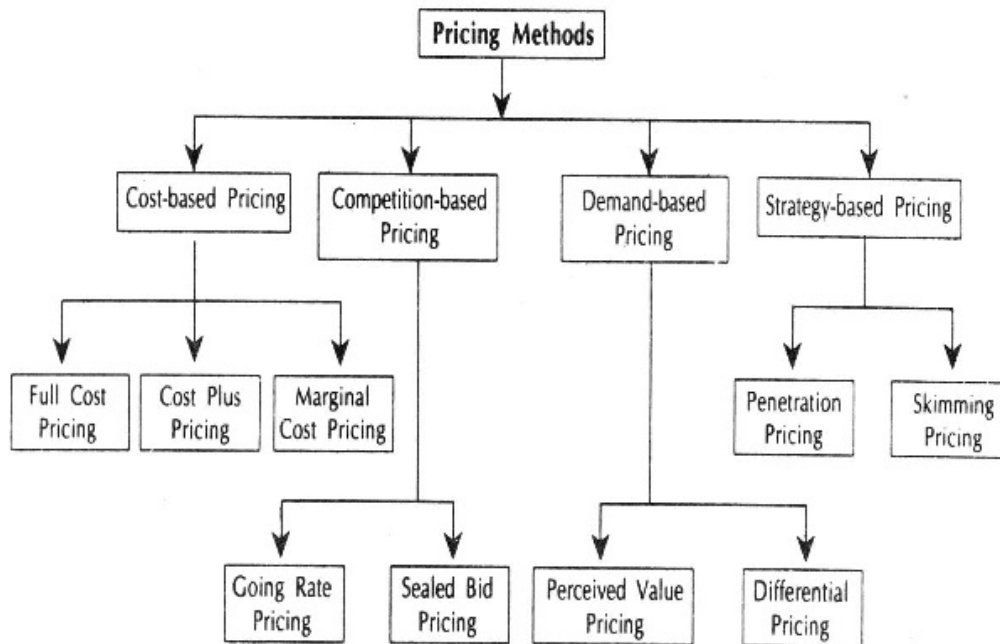 Pricing Methods
Cost-based Pricing
Competition-based
Pricing
Demand-based
Pricing
Strategy-based Pricing
Full Cost
Pricing
Cost Plus
Pricing
Marginal
Cost Pricing
Penetration
Pricing
Skimming
Pricing
Going Rate
Pricing
Sealed Bid
Pricing
Perceived Value
Pricing
Differential
Pricing